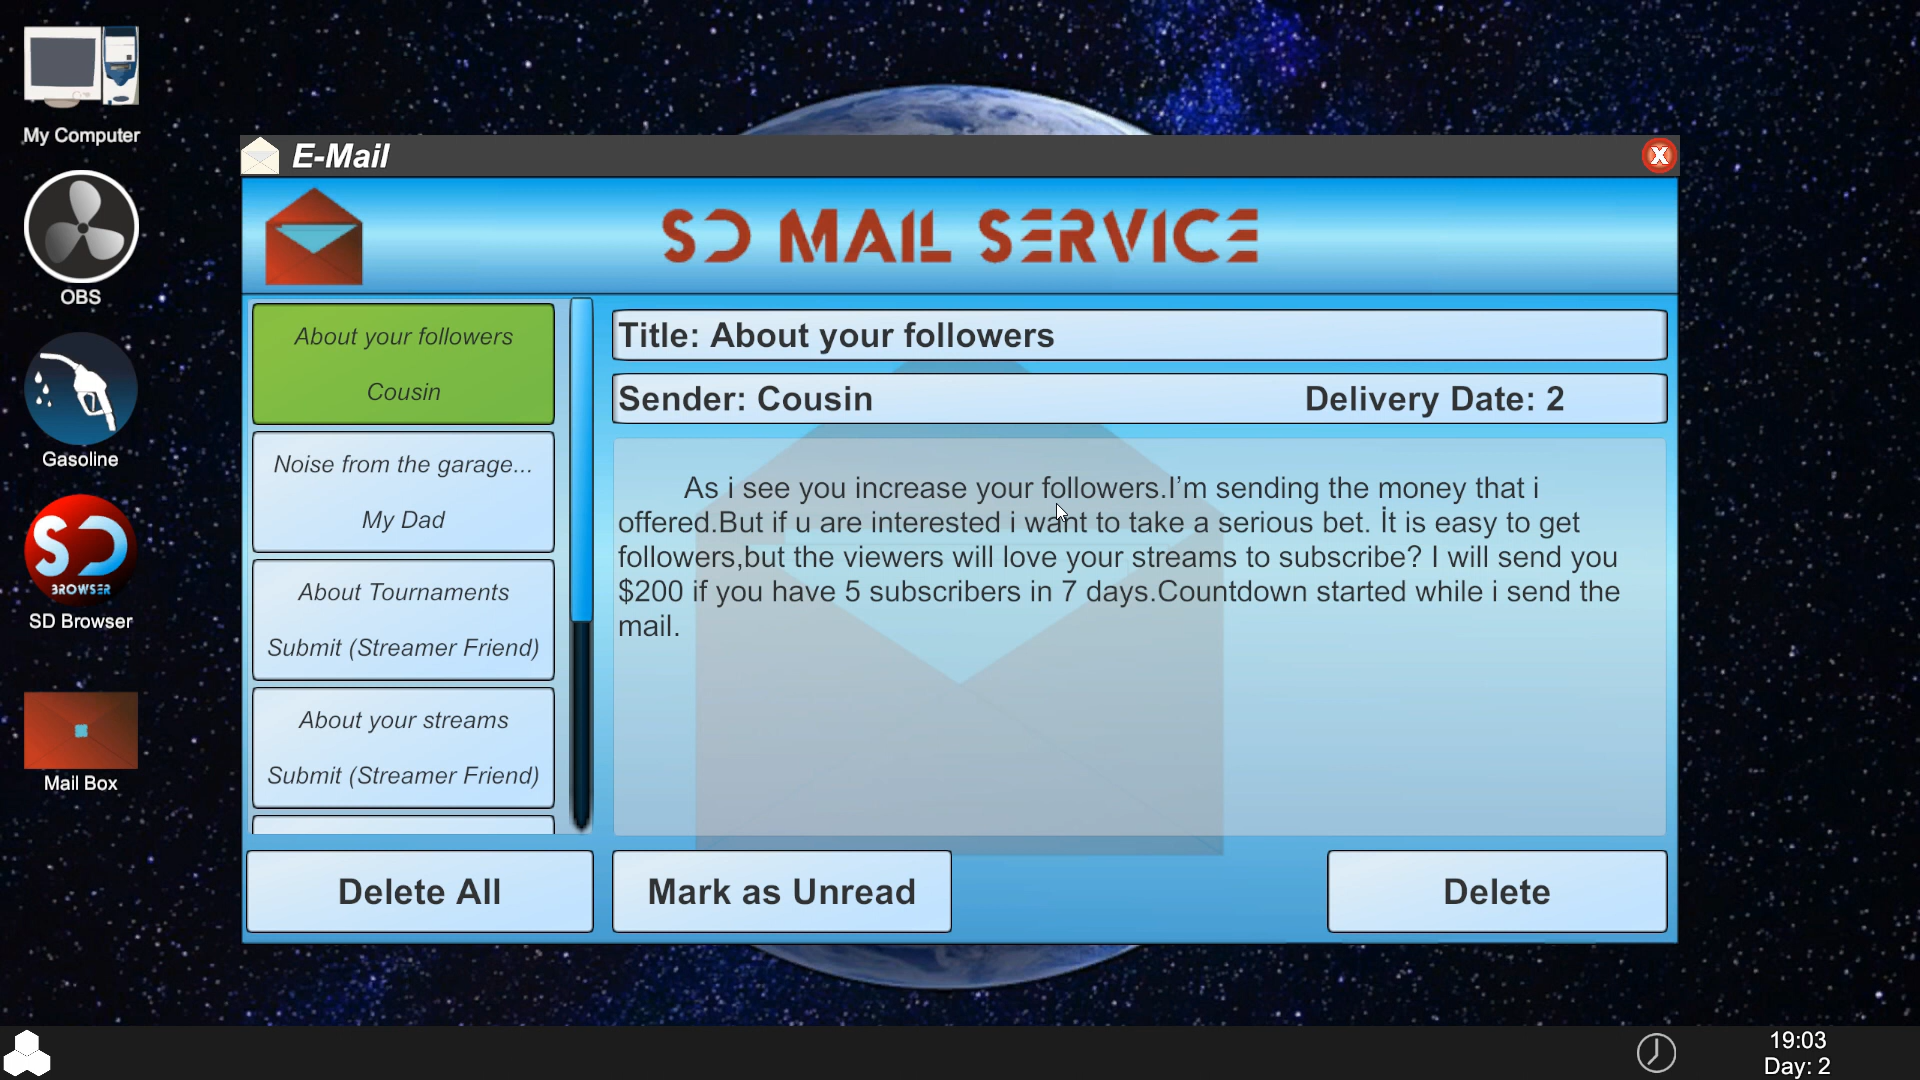 My Computer
OBS
Gasoline
SD
BROWSER
SD Browser
Mail Box
E-Mail
X
SD MAIL SERVICE
About your followers
Cousin
Noise from the garage...
My Dad
About Tournaments
Submit (Streamer Friend)
About your streams
Submit (Streamer Friend)
Title: About your followers
Sender: Cousin Delivery Date: 2
As i see you increase your followers.I'm sending the money that i
offered.But if u are interested i want to take a serious bet. İt is easy to get
followers,but the viewers will love your streams to subscribe? I will send you
$200 if you have 5 subscribers in 7 days.Countdown started while i send the
mail.
Delete All
Mark as Unread
Delete
19:03
Day: 2